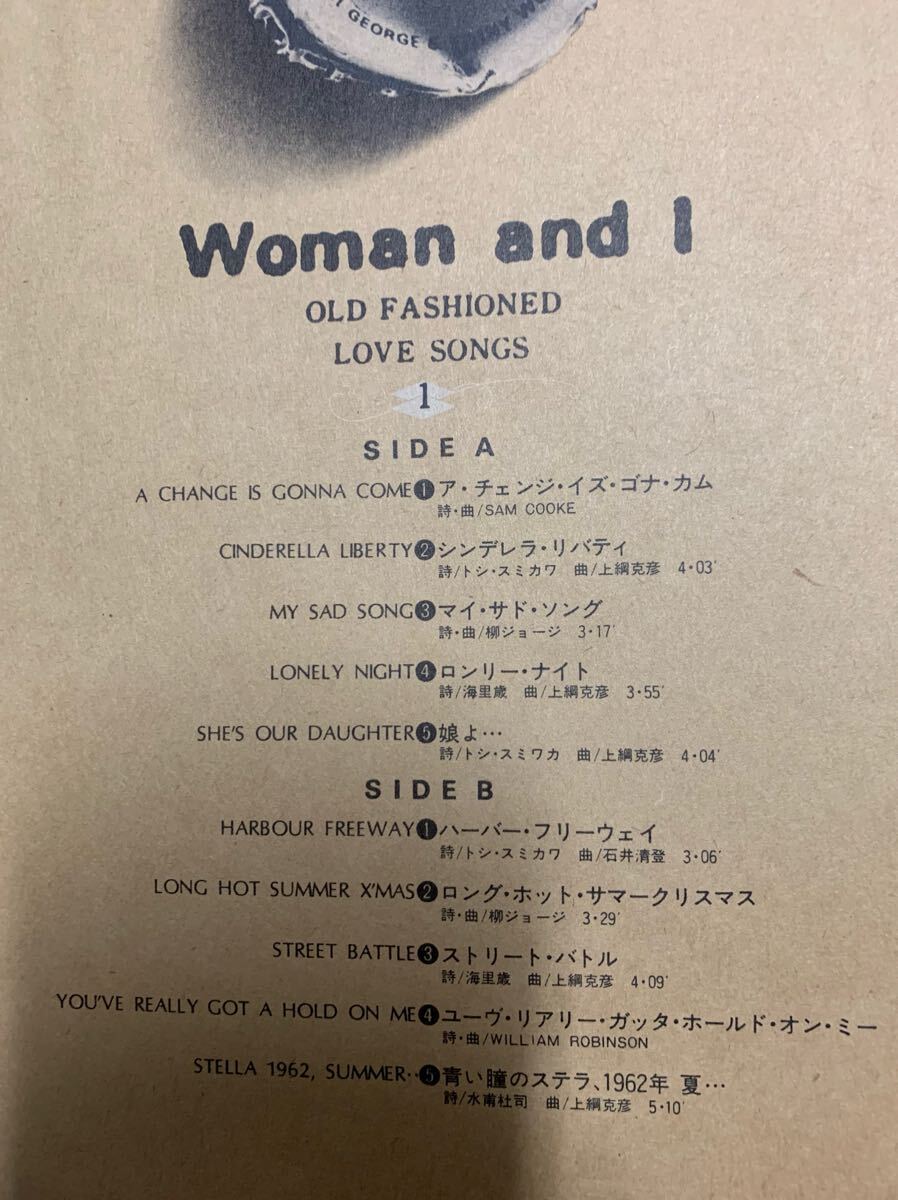 GEORGE
Woman and I
OLD FASHIONED
LOVE SONGS
1
SIDE A
A CHANGE IS GONNA COME❶ア・チェンジ・イズ・ゴナ・カム
詩・曲/SAM COOKE
CINDERELLA LIBERTY❷シンデレラ・リバティ
詩/トシ・スミカワ 曲/上綱克彦 4・03'
MY SAD SONG❸マイ・サド・ソング
詩・曲/柳ジョージ 3・17'
LONELY NIGHT❹ロンリー・ナイト
詩/海里歳 曲/上綱克彦 3・55'
SHE'S OUR DAUGHTER❺娘よ…
詩/トシ・スミワカ 曲/上綱克彦 4・04'
SIDE B
HARBOUR FREEWAY❶ハーバー・フリーウェイ
詩/トシ・スミカワ 曲/石井清登 3・06'
LONG HOT SUMMER X'MAS❷ロング・ホット・サマークリスマス
詩・曲/柳ジョージ 3・29'
STREET BATTLE❸ストリート・バトル
詩/海里歳 曲/上綱克彦 4・09'
YOU'VE REALLY GOT A HOLD ON ME❹ユーヴ・リアリー・ガッタ・ホールド・オン・ミー
詩・曲/WILLIAM ROBINSON
STELLA 1962, SUMMER‥❺青い瞳のステラ、1962年 夏…
詩/水甫杜司 曲/上綱克彦 5・10'